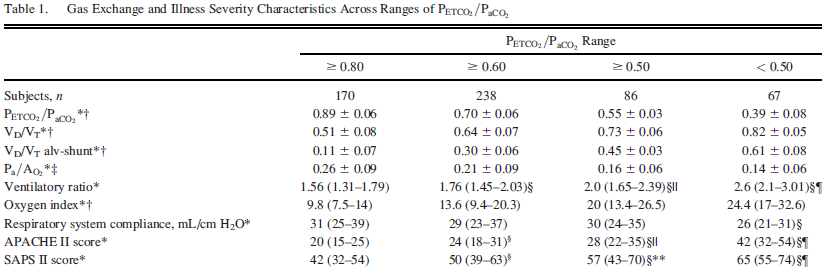 Table 1. Gas Exchange and Illness Severity Characteristics Across Ranges of PETCO2/PaCO2
PETCO2/PaCO2 Range
≥ 0.80 ≥ 0.60 ≥ 0.50 < 0.50
Subjects, n 170 238 86 67
PETCO2/PaCO2*† 0.89 ± 0.06 0.70 ± 0.06 0.55 ± 0.03 0.39 ± 0.08
VD/VT*† 0.51 ± 0.08 0.64 ± 0.07 0.73 ± 0.06 0.82 ± 0.05
VD/VT alv-shunt*† 0.11 ± 0.07 0.30 ± 0.06 0.45 ± 0.03 0.61 ± 0.08
Pa/AO2*‡ 0.26 ± 0.09 0.21 ± 0.09 0.16 ± 0.06 0.14 ± 0.06
Ventilatory ratio* 1.56 (1.31–1.79) 1.76 (1.45–2.03)§ 2.0 (1.65–2.39)§|| 2.6 (2.1–3.01)§¶
Oxygen index*† 9.8 (7.5–14) 13.6 (9.4–20.3) 20 (13.4–26.5) 24.4 (17–32.6)
Respiratory system compliance, mL/cm H2O* 31 (25–39) 29 (23–37) 30 (24–35) 26 (21–31)§
APACHE II score* 20 (15–25) 24 (18–31)§ 28 (22–35)§|| 42 (32–54)§¶
SAPS II score* 42 (32–54) 50 (39–63)§ 57 (43–70)§** 65 (55–74)§¶